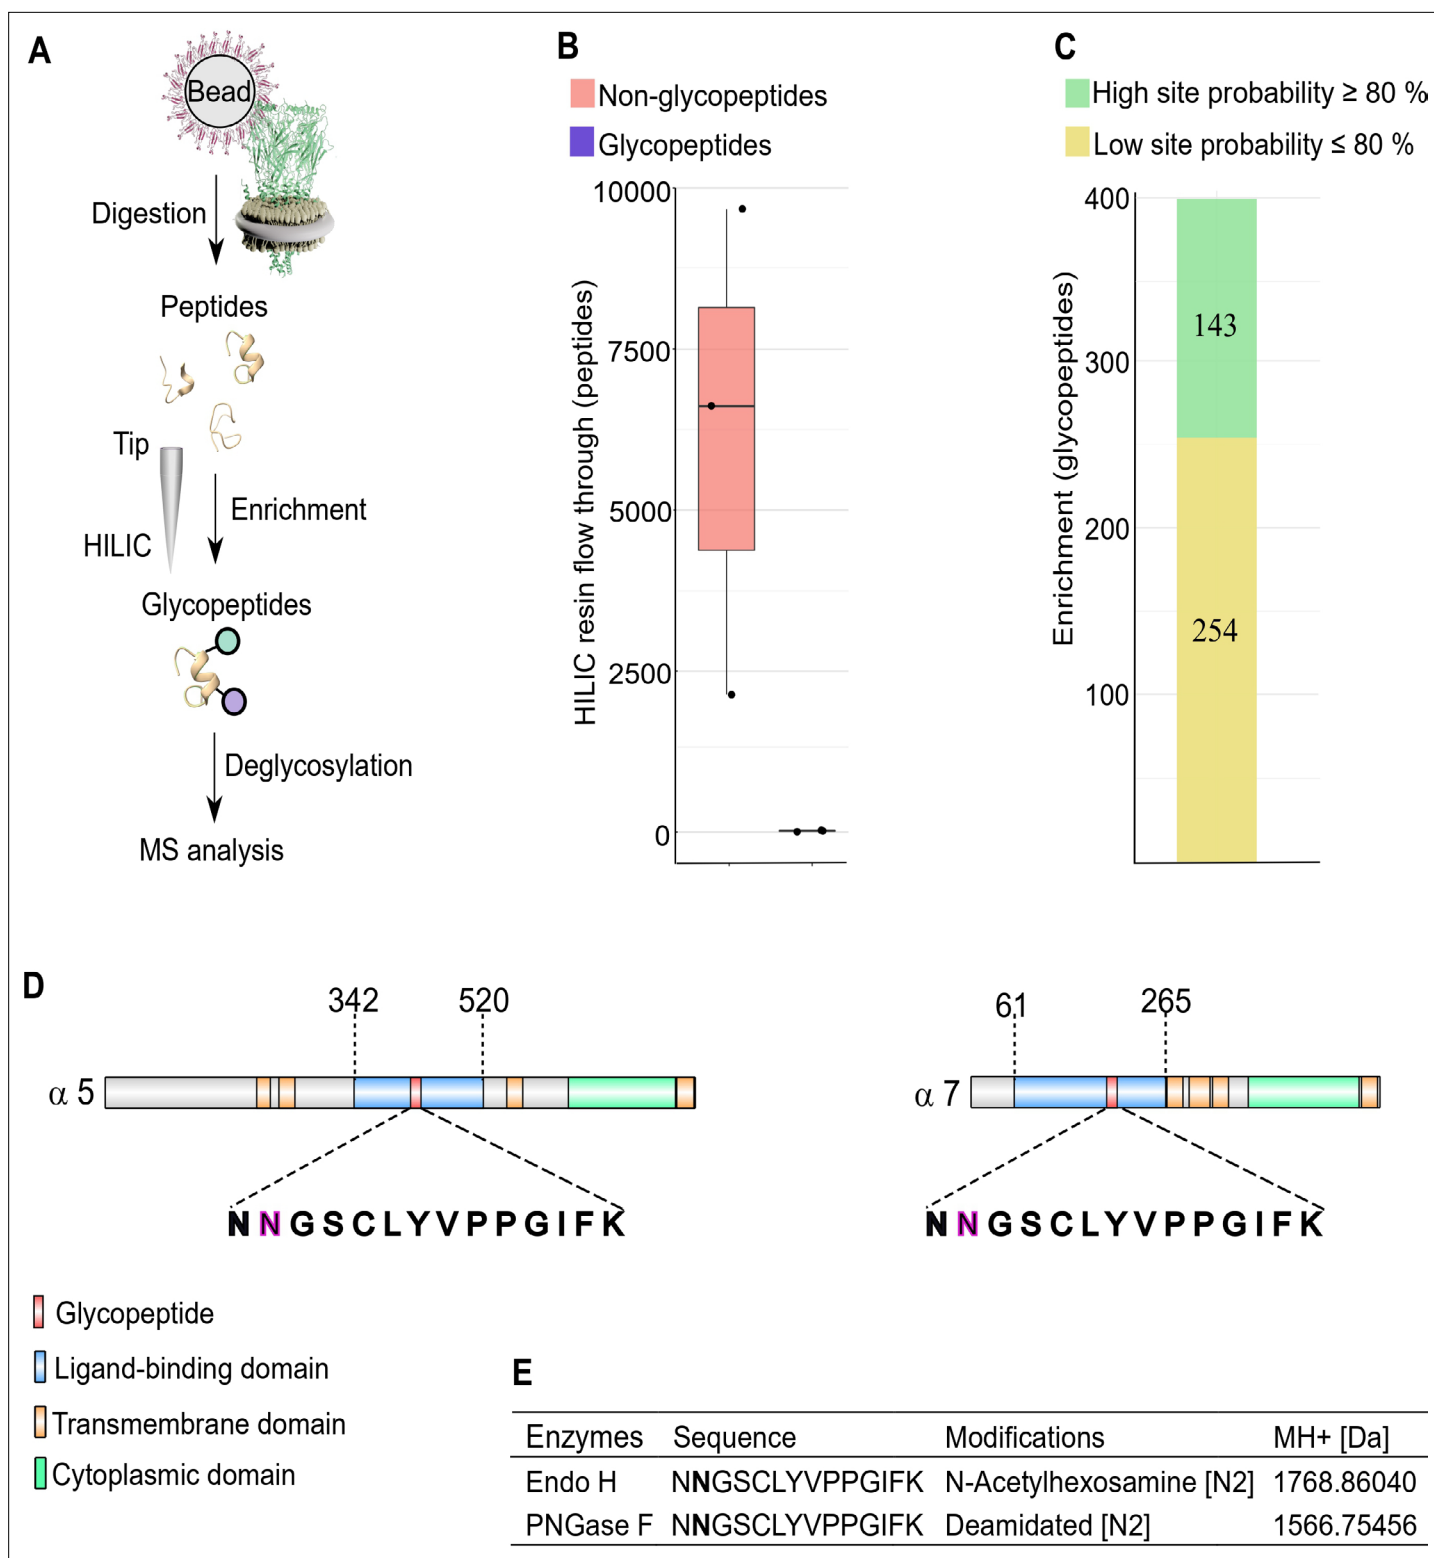 A
Bead
Digestion
Peptides
Tip
Enrichment
HILIC
Glycopeptides
Deglycosylation
MS analysis
B
Non-glycopeptides
Glycopeptides
HILIC resin flow through (peptides)
10000
7500
5000
2500
0
C
High site probability ≥ 80 %
Low site probability ≤ 80 %
Enrichment (glycopeptides)
400
300
200
100
143
254
D
342 520
α 5
N N G S C L Y V P P G I F K
61 265
α 7
N N G S C L Y V P P G I F K
Glycopeptide
Ligand-binding domain
Transmembrane domain
Cytoplasmic domain
E
Enzymes Sequence Modifications MH+ [Da]
Endo H NNGSCLYVPPGIFK N-Acetylhexosamine [N2] 1768.86040
PNGase F NNGSCLYVPPGIFK Deamidated [N2] 1566.75456